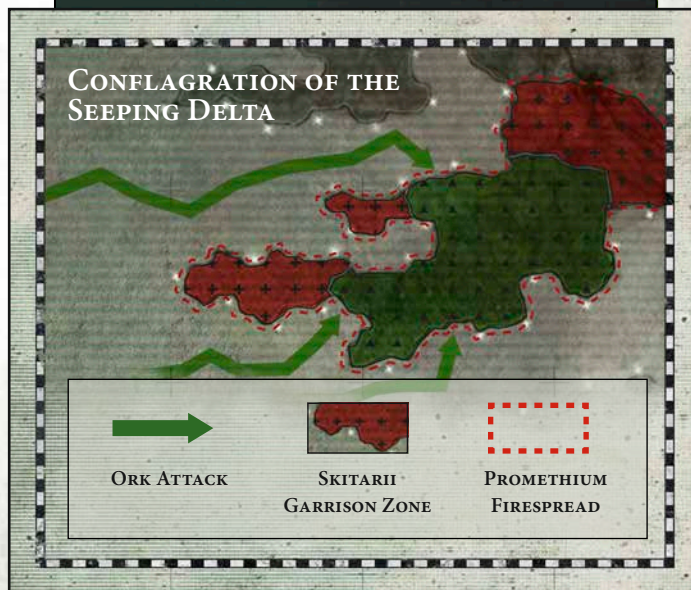 Conflagration of the
Seeping Delta
Ork Attack
Skitarii
Garrison Zone
Promethium
Firespread